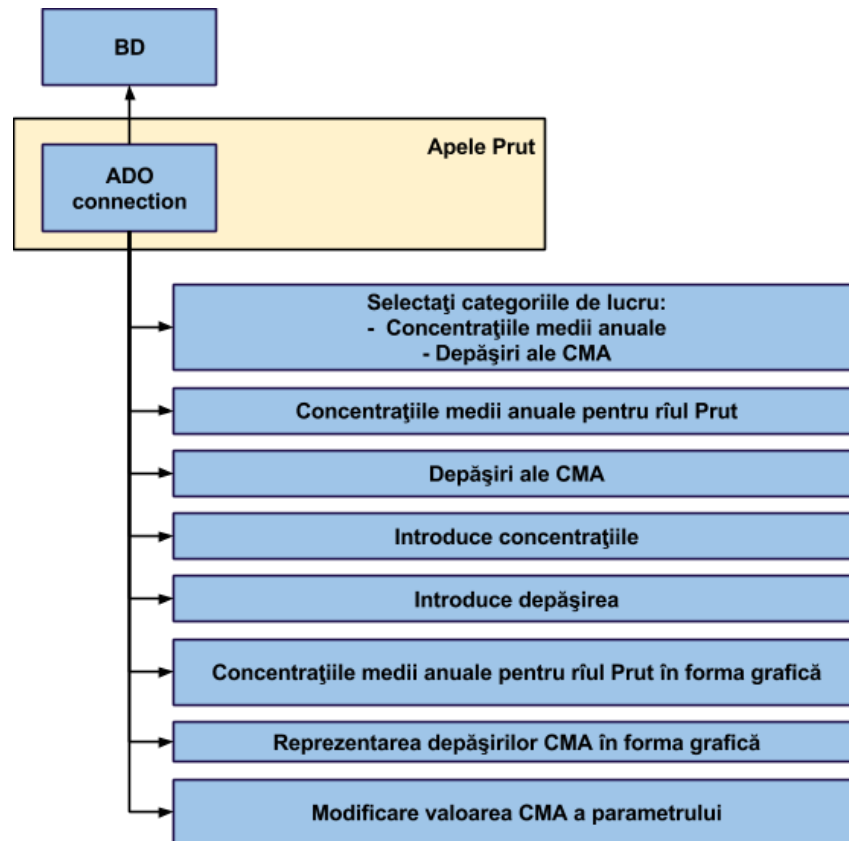 BD
Apele Prut
ADO
connection
Selectaţi categoriile de lucru:
- Concentraţiile medii anuale
- Depăşiri ale CMA
Concentraţiile medii anuale pentru rîul Prut
Depăşiri ale CMA
Introduce concentraţiile
Introduce depăşirea
Concentraţiile medii anuale pentru rîul Prut în forma grafică
Reprezentarea depăşirilor CMA în forma grafică
Modificare valoarea CMA a parametrului